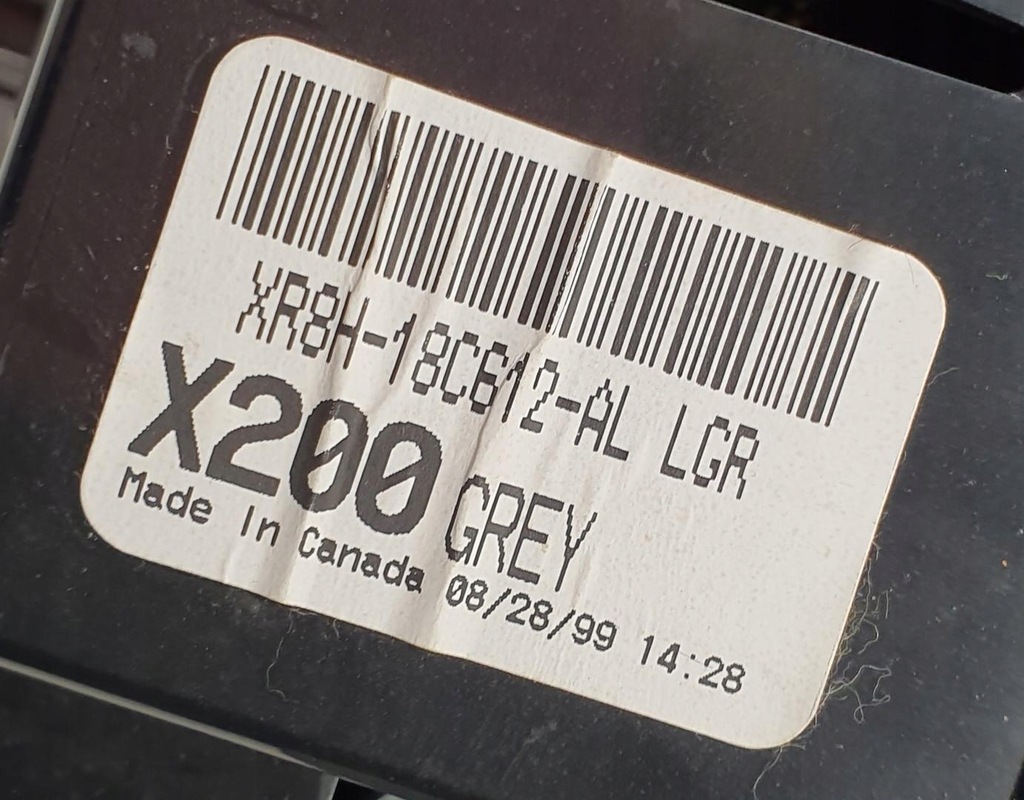 XR8H-18C612-AL LGR
X200 GREY
Made In Canada 08/28/99 14:28